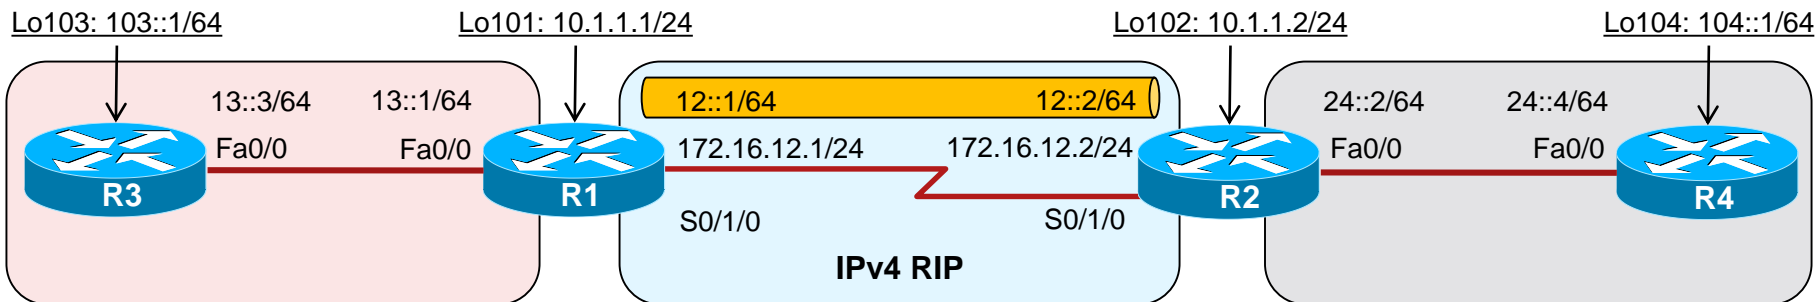 Lo103: 103::1/64
Lo101: 10.1.1.1/24
Lo102: 10.1.1.2/24
Lo104: 104::1/64
13::3/64
13::1/64
12::1/64
12::2/64
24::2/64
24::4/64
Fa0/0
Fa0/0
172.16.12.1/24
172.16.12.2/24
Fa0/0
Fa0/0
R3
R1
R2
R4
S0/1/0
S0/1/0
IPv4 RIP